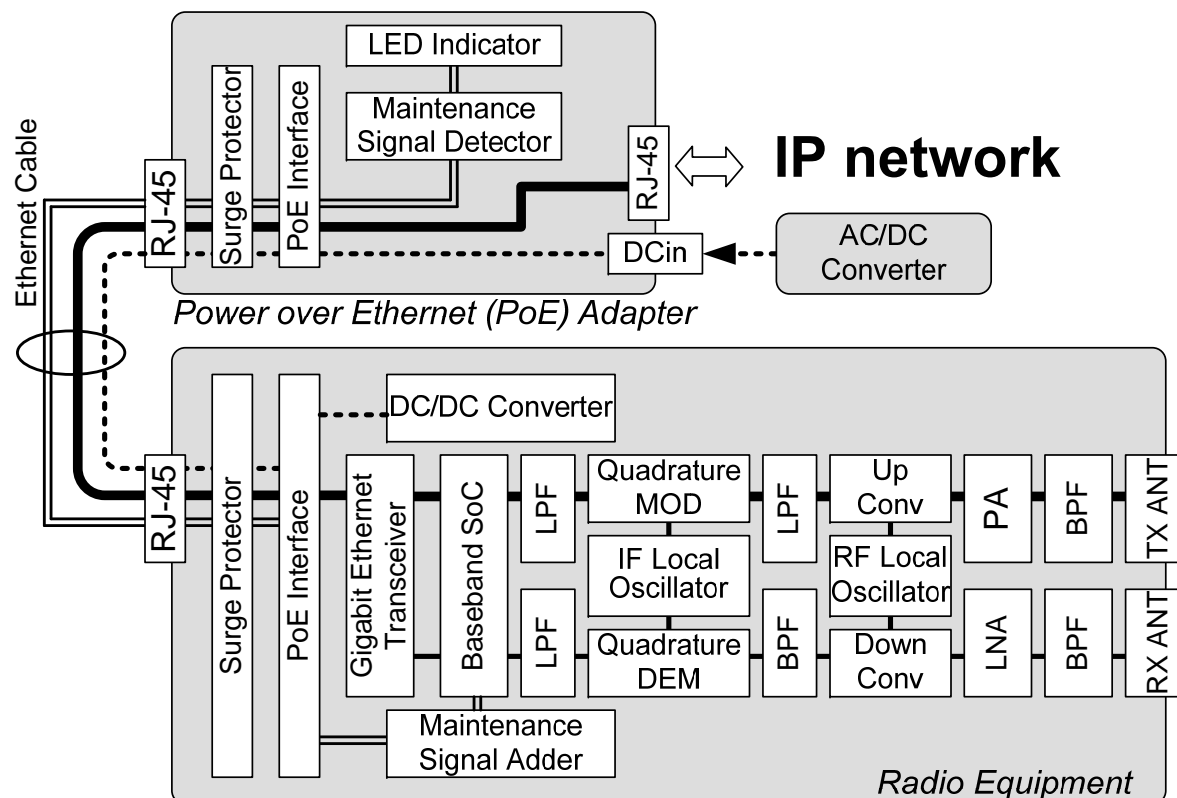 LED Indicator
Maintenance
Signal Detector
Surge Protector
PoE Interface
RJ-45
RJ-45
IP network
DCin
AC/DC
Converter
Ethernet Cable
Power over Ethernet (PoE) Adapter
RJ-45
Surge Protector
PoE Interface
DC/DC Converter
Gigabit Ethernet
Transceiver
Baseband SoC
LPF
Quadrature
MOD
LPF
Up
Conv
PA
BPF
TX ANT
IF Local
Oscillator
RF Local
Oscillator
LPF
Quadrature
DEM
BPF
Down
Conv
LNA
BPF
RX ANT
Maintenance
Signal Adder
Radio Equipment